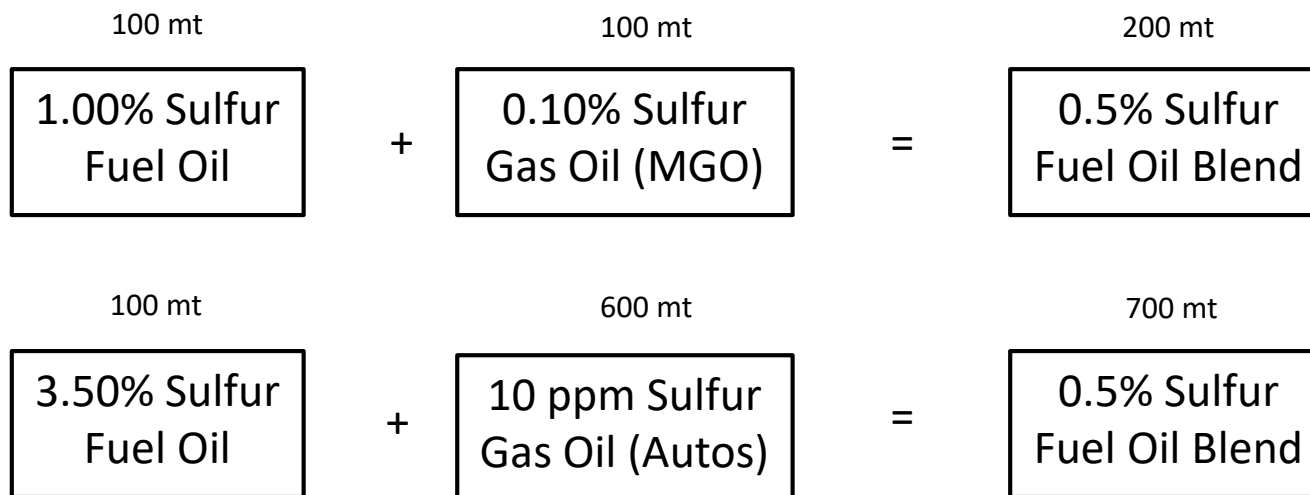 100 mt
100 mt
200 mt
1.00% Sulfur
Fuel Oil
+
0.10% Sulfur
Gas Oil (MGO)
=
0.5% Sulfur
Fuel Oil Blend
100 mt
600 mt
700 mt
3.50% Sulfur
Fuel Oil
+
10 ppm Sulfur
Gas Oil (Autos)
=
0.5% Sulfur
Fuel Oil Blend